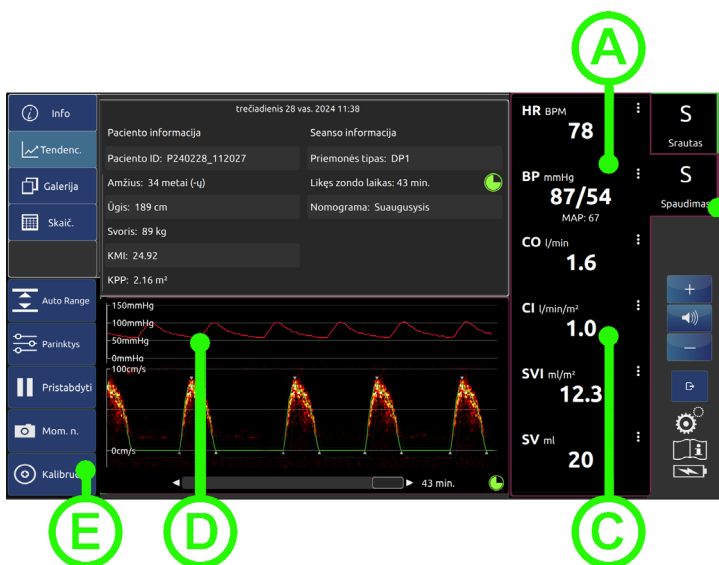 A
Info
Tendenc.
Galerija
Skaič.
Auto Range
Parinktys
Pristabdyti
Mom. n.
trečiadienis 28 vas. 2024 11:38
Paciento informacija
Paciento ID: P240228_112027
Amžius: 34 metai (-ų)
Ūgis: 189 cm
Svoris: 89 kg
KMI: 24.92
KPP: 2.16 m²
Seanso informacija
Priemonės tipas: DP1
Likęs zondo laikas: 43 min.
Nomograma: Suaugusysis
150mmHg
100mmHg
50mmHg
0mmHg
100cm/s
0cm/s
43 min.
HR BPM
78
BP mmHg
87/54
MAP: 67
CO l/min
1.6
CI l/min/m²
1.0
SVI ml/m²
12.3
SV ml
20
S
Srautas
S
Spaudimas
+
–
E
D
C